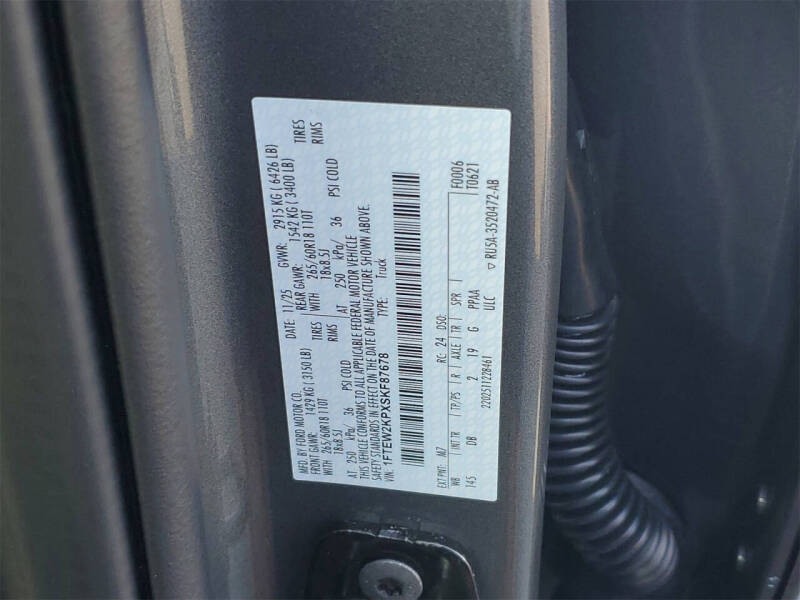 MFD. BY FORD MOTOR CO.
DATE: 11/25 GVWR: 2915 KG ( 6426 LB)
FRONT GAWR: 1429 KG ( 3150 LB) REAR GAWR: 1542 KG ( 3400 LB)
WITH 265/60R18 110T TIRES WITH 265/60R18 110T TIRES
18x8.5J RIMS 18x8.5J RIMS
AT 250 kPa/ 36 PSI COLD AT 250 kPa/ 36 PSI COLD
THIS VEHICLE CONFORMS TO ALL APPLICABLE FEDERAL MOTOR VEHICLE
SAFETY STANDARDS IN EFFECT ON THE DATE OF MANUFACTURE SHOWN ABOVE.
VIN: 1FTEW2KPXSKF87678 TYPE: Truck
EXT PNT: M7 RC: 24 DSO: F0006
WB INT TR TP/PS R AXLE TR SPR T0621
145 DB 2 19 G PPAA
2202511228461 ULC ▽ RU5A-3520472-AB